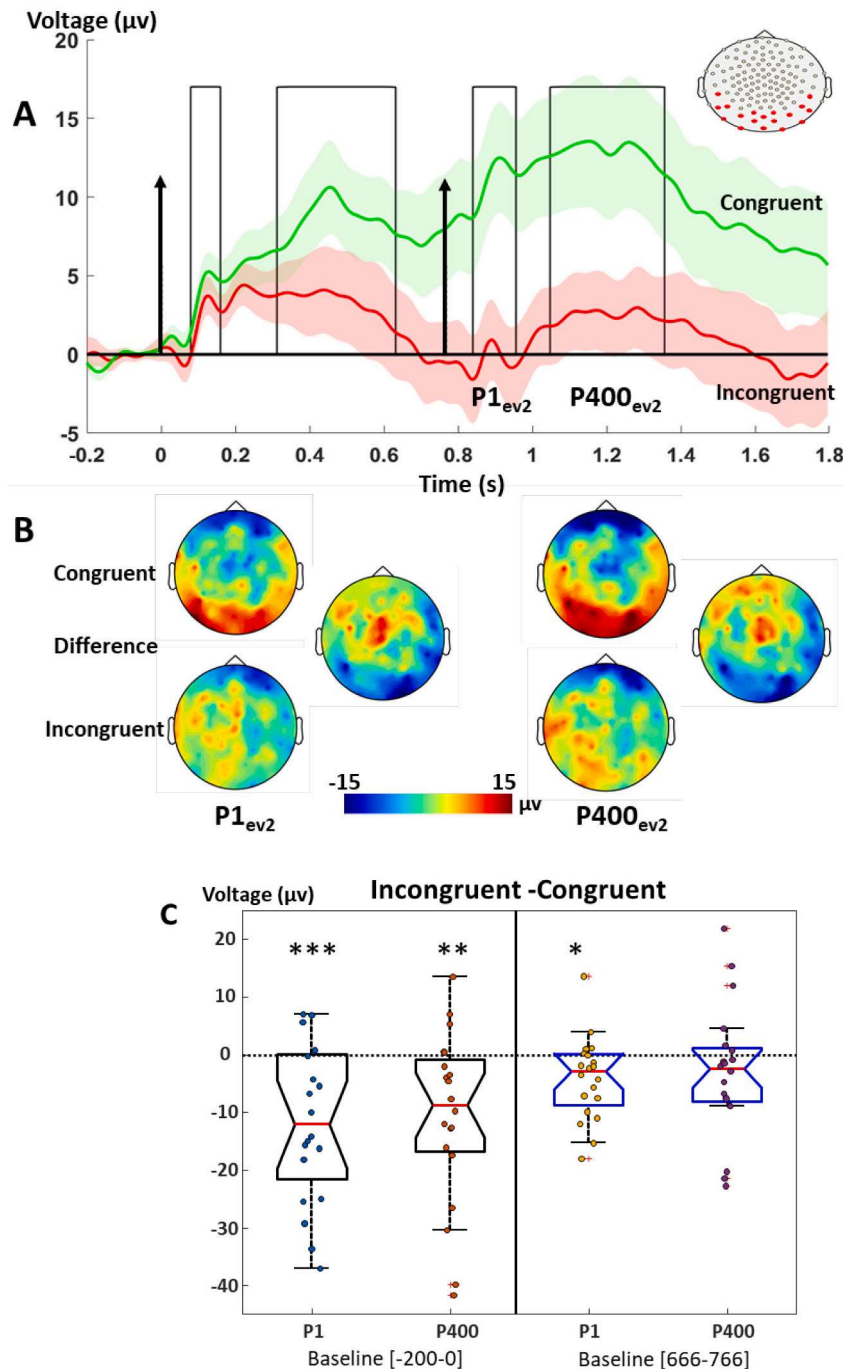 Voltage (μv)
20
A
15
10
5
0
-5
Congruent
Incongruent
P1ev2
P400ev2
-0.2 0 0.2 0.4 0.6 0.8 1 1.2 1.4 1.6 1.8
Time (s)
B
Congruent
Difference
Incongruent
-15 15
μv
P1ev2
P400ev2
C
Voltage (μv)
Incongruent -Congruent
20
10
0
-10
-20
-30
-40
*** ** *
P1 P400 P1 P400
Baseline [-200-0] Baseline [666-766]